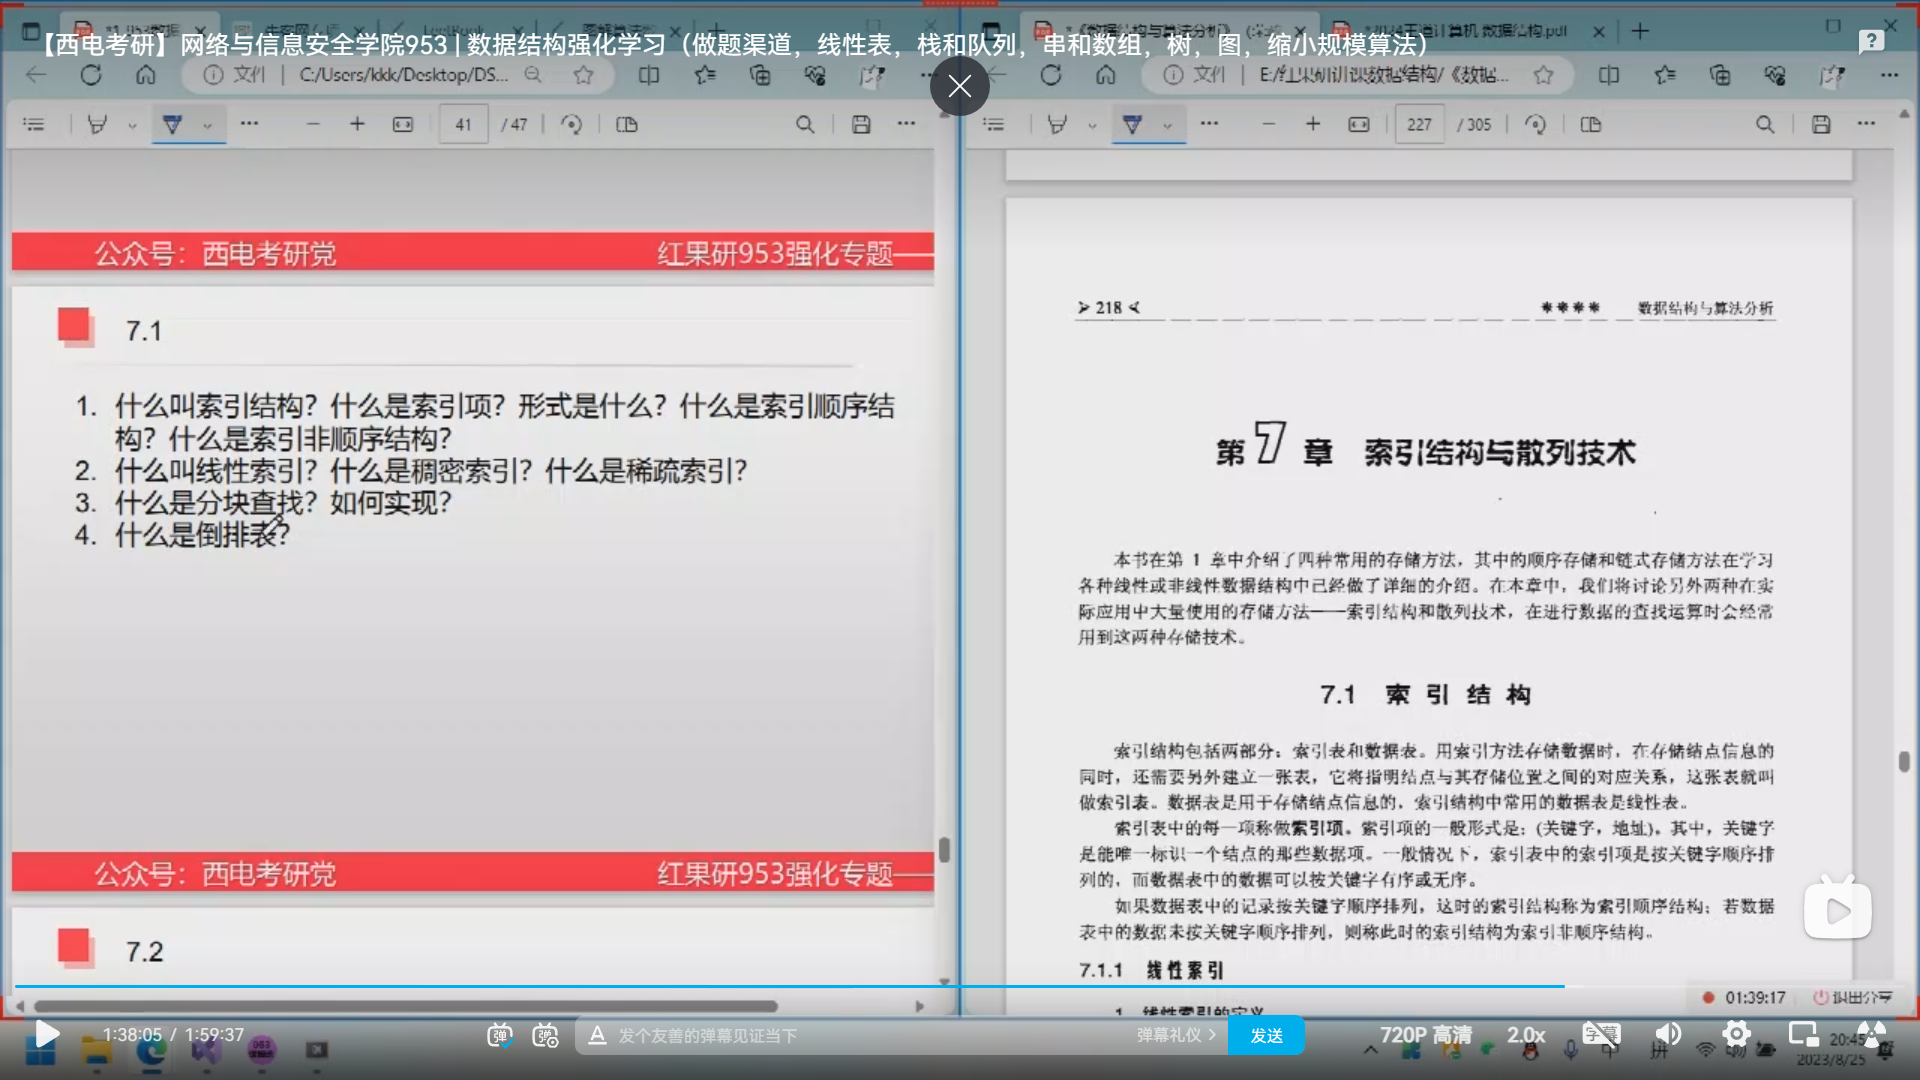 【西电考研】网络与信息安全学院953 | 数据结构强化学习（做题渠道，线性表，栈和队列，串和数组，树，图，缩小规模算法）
文件 C:/Users/kkk/Desktop/DS...
41 / 47
公众号：西电考研党 红果研953强化专题
7.1
1. 什么叫索引结构？什么是索引项？形式是什么？什么是索引顺序结
构？什么是索引非顺序结构？
2. 什么叫线性索引？什么是稠密索引？什么是稀疏索引？
3. 什么是分块查找？如何实现？
4. 什么是倒排表？
公众号：西电考研党 红果研953强化专题
7.2
文件 E:/红果研训课数据结构/《数据...
227 / 305
218 **** 数据结构与算法分析
第7章 索引结构与散列技术
本书在第 1 章中介绍了四种常用的存储方法，其中的顺序存储和链式存储方法在学习
各种线性或非线性数据结构中已经做了详细的介绍。在本章中，我们将讨论另外两种在实
际应用中大量使用的存储方法——索引结构和散列技术，在进行数据的查找运算时会经常
用到这两种存储技术。
7.1 索引结构
索引结构包括两部分：索引表和数据表。用索引方法存储数据时，在存储结点信息的
同时，还需要另外建立一张表，它将指明结点与其存储位置之间的对应关系，这张表就叫
做索引表。数据表是用于存储结点信息的，索引结构中常用的数据表是线性表。
索引表中的每一项称做索引项。索引项的一般形式是：(关键字，地址)。其中，关键字
是能唯一标识一个结点的那些数据项。一般情况下，索引表中的索引项是按关键字顺序排
列的，而数据表中的数据可以按关键字有序或无序。
如果数据表中的记录按关键字顺序排列，这时的索引结构称为索引顺序结构；若数据
表中的数据未按关键字顺序排列，则称此时的索引结构为索引非顺序结构。
7.1.1 线性索引
1. 线性索引的定义
01:39:17 退出分享
1:38:05 / 1:59:37
发个友善的弹幕见证当下 弹幕礼仪 发送
720P 高清 2.0x 字幕
中 拼 20:45
2023/8/25